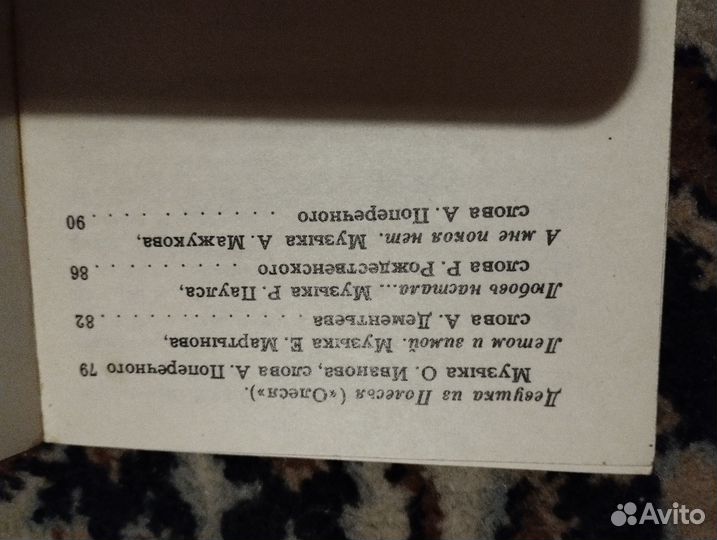 Девушка из Полесья («Олеся»).
Музыка О. Иванова, слова А. Поперечного 79
Летом и зимой. Музыка Е. Мартынова,
слова А. Дементьева . . . . . . . . . . . . . 82
Любовь настала... Музыка Р. Паулса,
слова Р. Рождественского . . . . . . . . . . 86
А мне покоя нет. Музыка А. Мажукова,
слова А. Поперечного . . . . . . . . . . . . 90
Avito